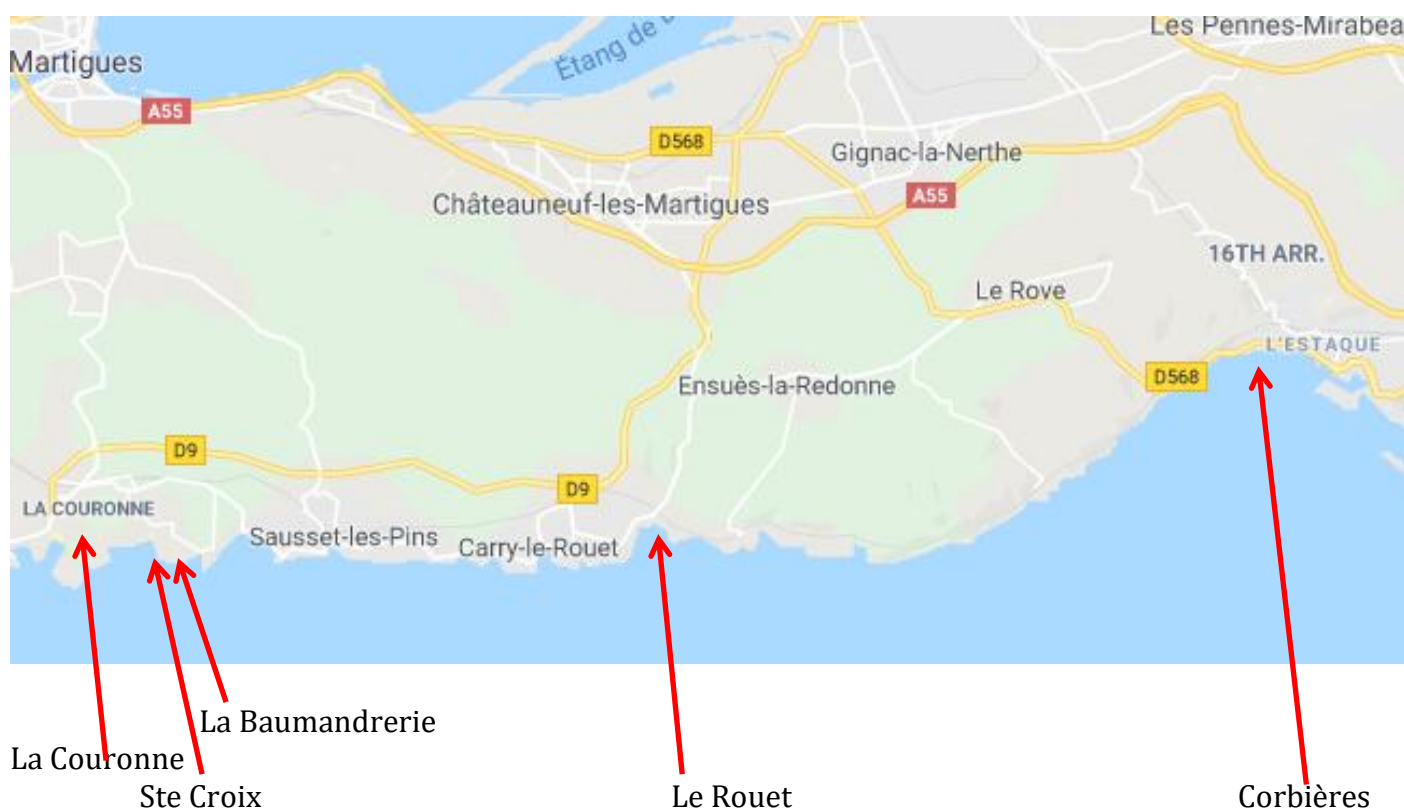 Les Pennes-Mirabea
Martigues
Étang de
A55
D568
Gignac-la-Nerthe
Châteauneuf-les-Martigues
A55
16TH ARR.
Le Rove
L'ESTAQUE
D568
Ensuès-la-Redonne
D9
D9
LA COURONNE
Sausset-les-Pins
Carry-le-Rouet
La Baumandrerie
La Couronne
Ste Croix
Le Rouet
Corbières